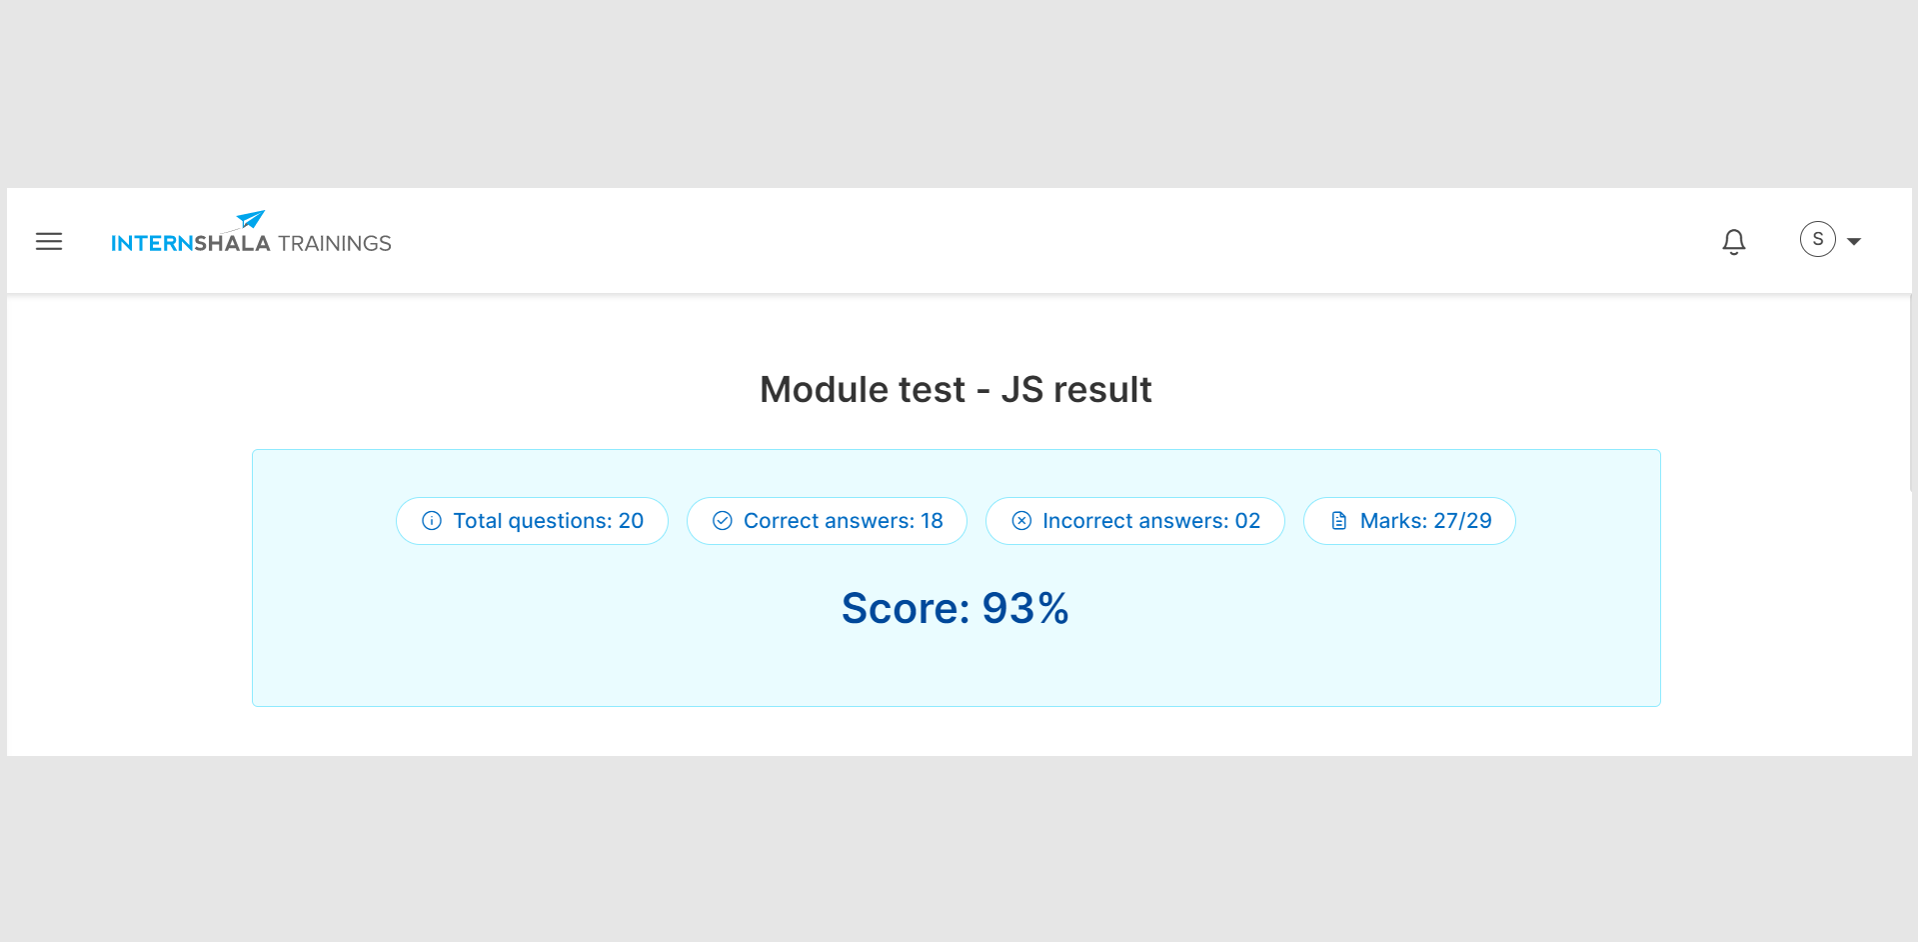 INTERNSHALA TRAININGS
S
Module test - JS result
Total questions: 20
Correct answers: 18
Incorrect answers: 02
Marks: 27/29
Score: 93%